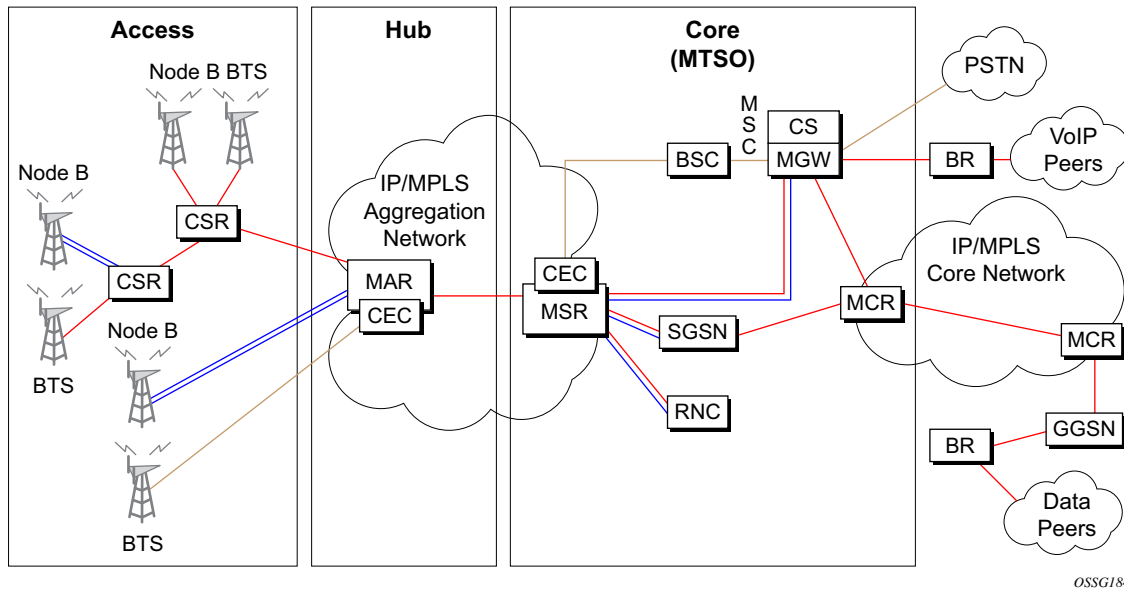 Access
Hub
Core
(MTSO)
Node B BTS
Node B
CSR
CSR
BTS
Node B
BTS
IP/MPLS
Aggregation
Network
MAR
CEC
CEC
MSR
BSC
M
S
C
CS
MGW
SGSN
RNC
PSTN
BR
VoIP
Peers
IP/MPLS
Core Network
MCR
MCR
GGSN
BR
Data
Peers
OSSG184